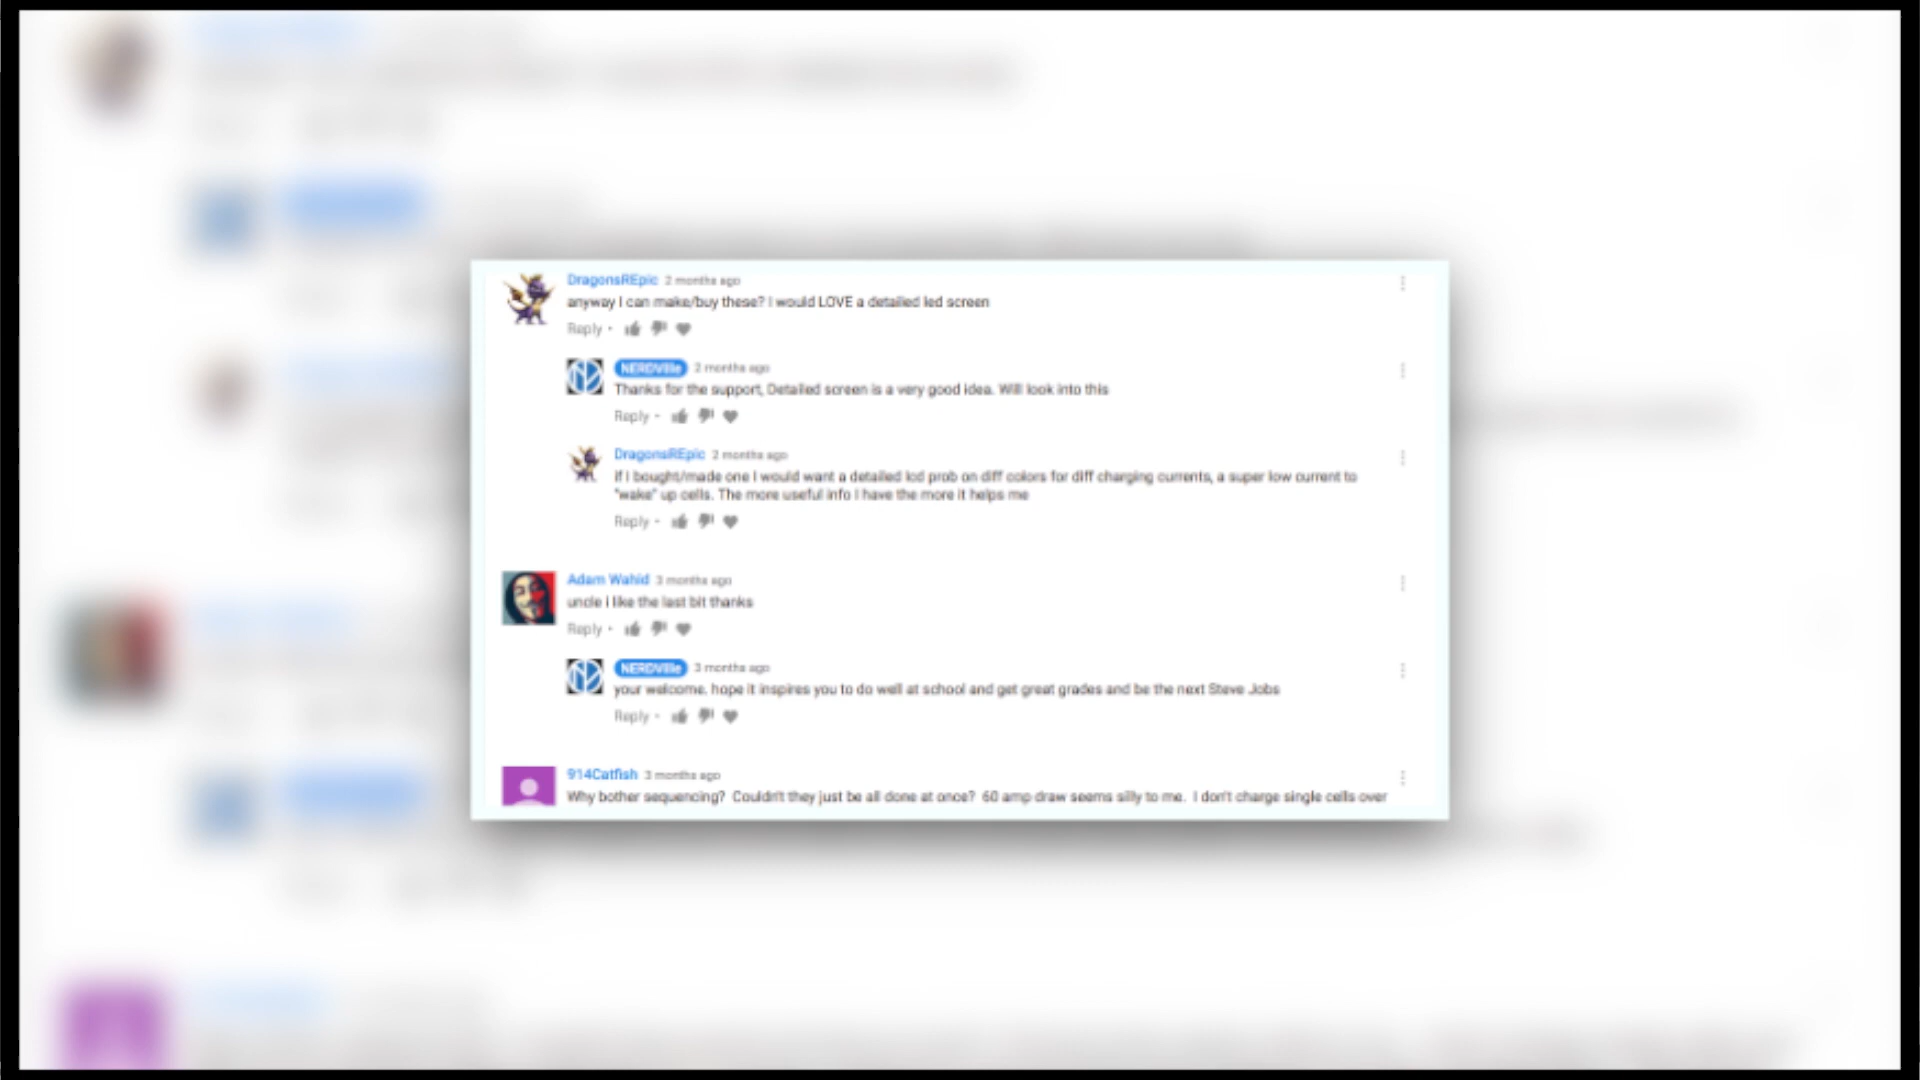 DragonsREpic 2 months ago
anyway I can make/buy these? I would LOVE a detailed led screen
Reply •
NERDVille 2 months ago
Thanks for the support, Detailed screen is a very good idea. Will look into this
Reply •
DragonsREpic 2 months ago
if I bought/made one I would want a detailed lcd prob on diff colors for diff charging currents, a super low current to
"wake" up cells. The more useful info I have the more it helps me
Reply •
Adam Wahid 3 months ago
uncle i like the last bit thanks
Reply •
NERDVille 3 months ago
your welcome. hope it inspires you to do well at school and get great grades and be the next Steve Jobs
Reply •
914Catfish 3 months ago
Why bother sequencing? Couldn't they just be all done at once? 60 amp draw seems silly to me. I don't charge single cells over